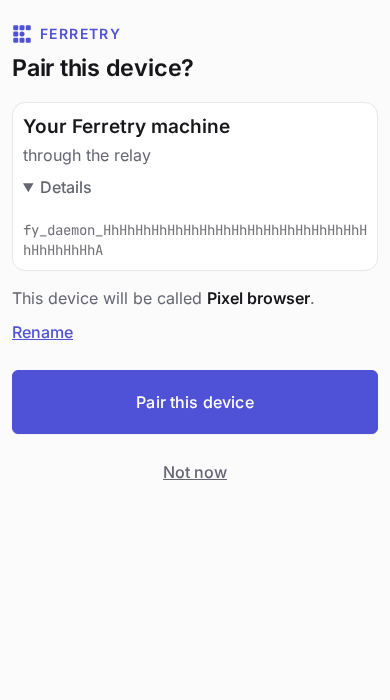 FERRETRY
Pair this device?
Your Ferretry machine
through the relay
▼ Details
fy_daemon_HhHhHhHhHhHhHhHhHhHhHhHhHhHhHhHhH
hHhHhHhHhA
This device will be called Pixel browser.
Rename
Pair this device
Not now